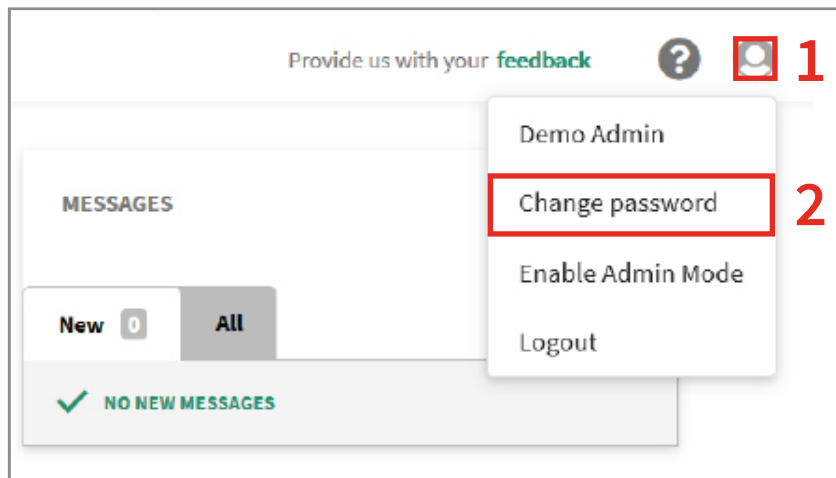 Provide us with your feedback ? 1
Demo Admin
MESSAGES
Change password 2
Enable Admin Mode
New 0 All
Logout
NO NEW MESSAGES